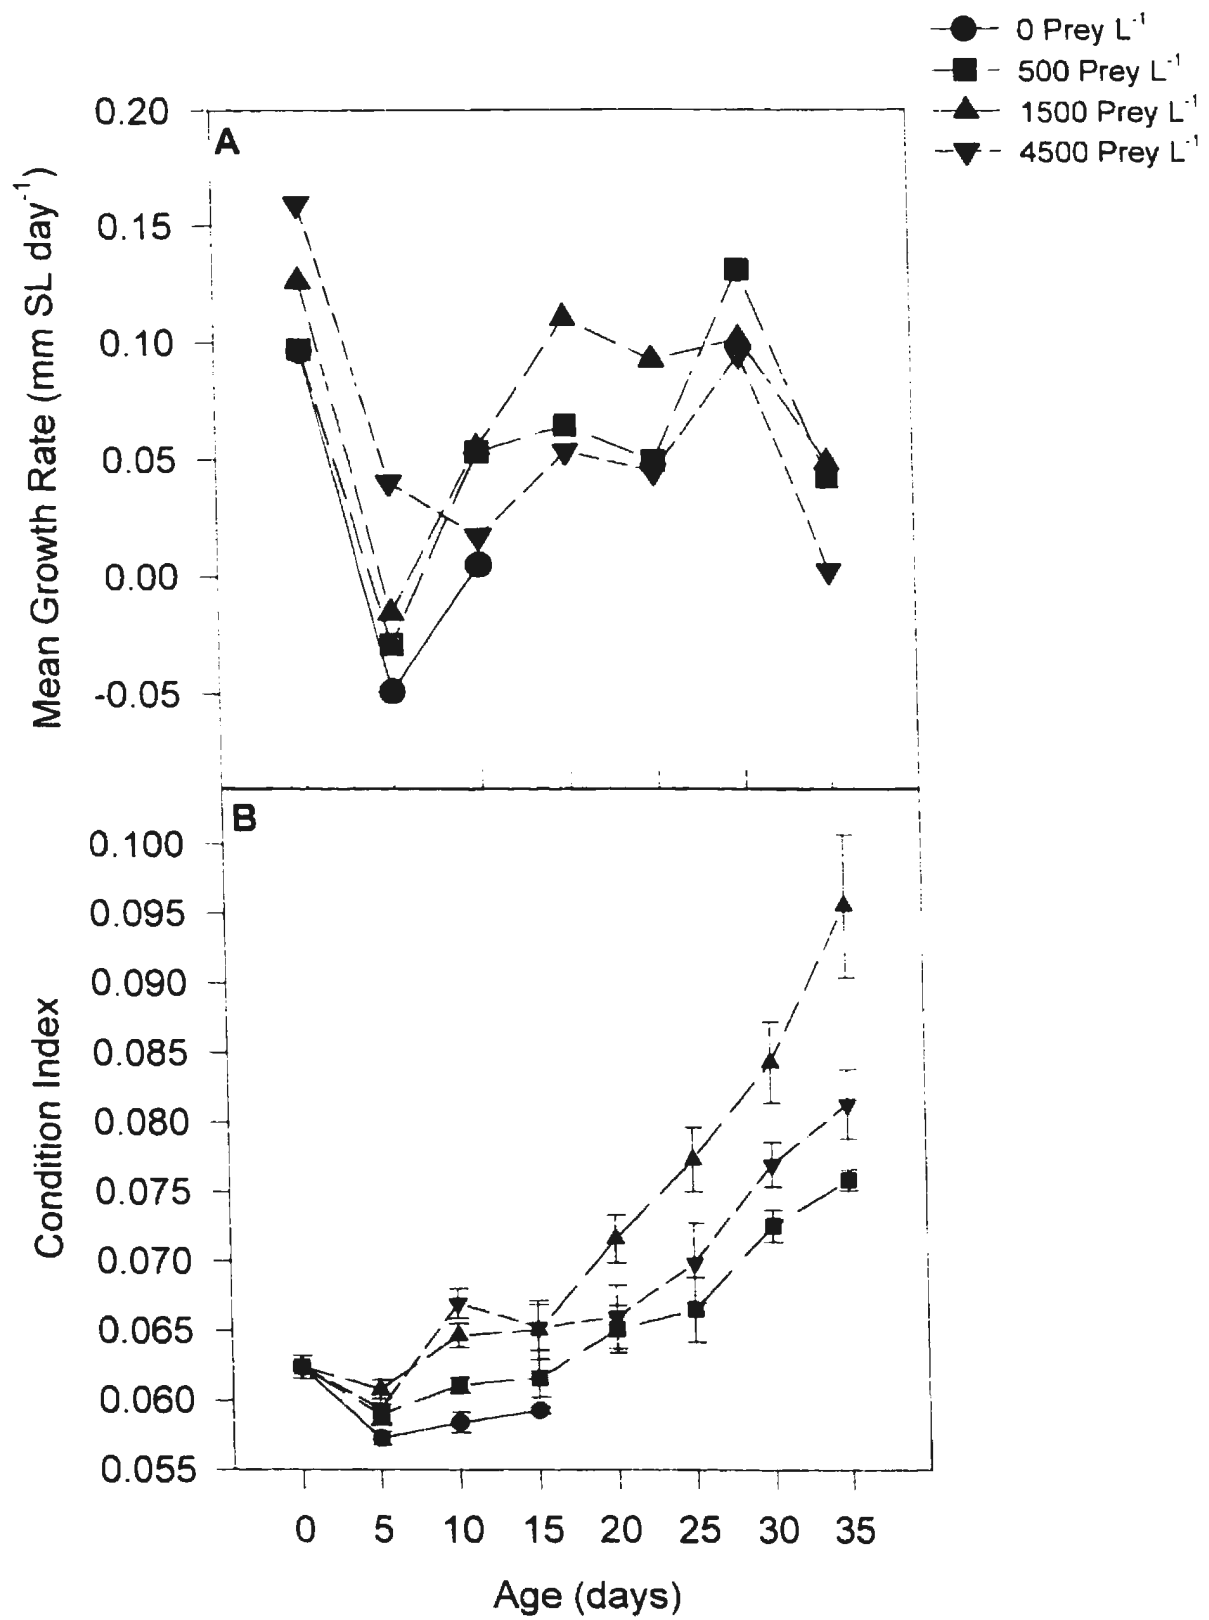 0 Prey L⁻¹
500 Prey L⁻¹
1500 Prey L⁻¹
4500 Prey L⁻¹
A
Mean Growth Rate (mm SL day⁻¹)
0.20
0.15
0.10
0.05
0.00
-0.05
B
Condition Index
0.100
0.095
0.090
0.085
0.080
0.075
0.070
0.065
0.060
0.055
0 5 10 15 20 25 30 35
Age (days)